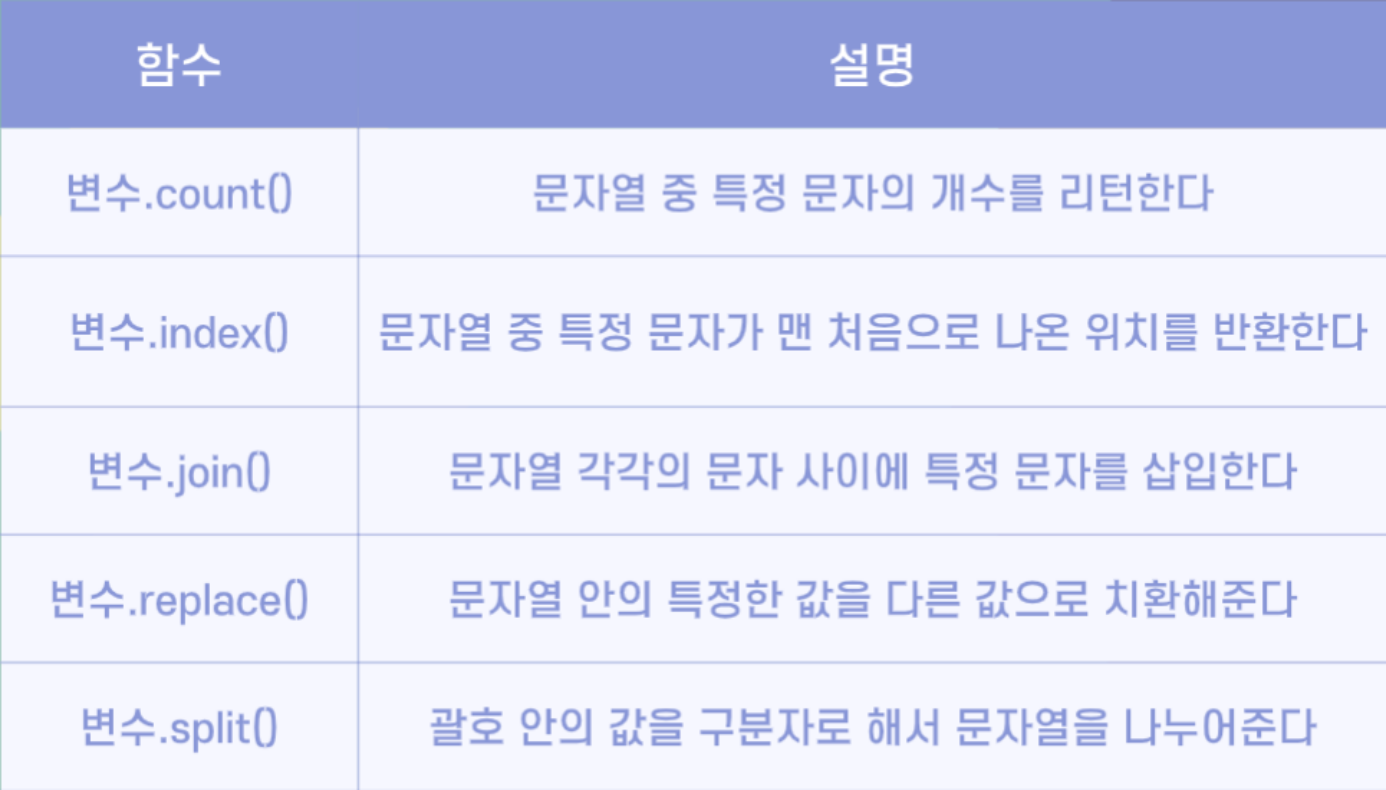 함수 설명
변수.count() 문자열 중 특정 문자의 개수를 리턴한다
변수.index() 문자열 중 특정 문자가 맨 처음으로 나온 위치를 반환한다
변수.join() 문자열 각각의 문자 사이에 특정 문자를 삽입한다
변수.replace() 문자열 안의 특정한 값을 다른 값으로 치환해준다
변수.split() 괄호 안의 값을 구분자로 해서 문자열을 나누어준다